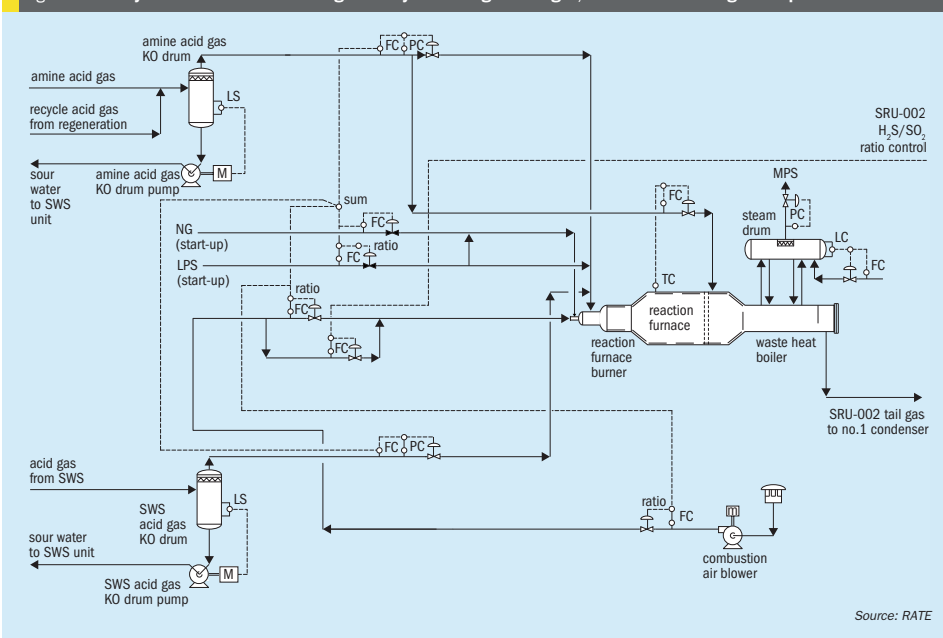 amine acid gas
KO drum
FC
PC
amine acid gas
LS
recycle acid gas
from regeneration
SRU-002
H2S/SO2
ratio control
M
sour
water
to SWS
unit
amine acid gas
KO drum pump
MPS
FC
PC
steam
drum
sum
NG
(start-up)
FC
LC
ratio
FC
LPS
(start-up)
FC
TC
ratio
FC
reaction
furnace
reaction
furnace
burner
waste heat
boiler
FC
SRU-002 tail gas
to no.1 condenser
FC
PC
acid gas
from SWS
LS
SWS
acid gas
KO drum
ratio
FC
m
sour water
to SWS unit
M
combustion
air blower
SWS acid gas
KO drum pump
Source: RATE